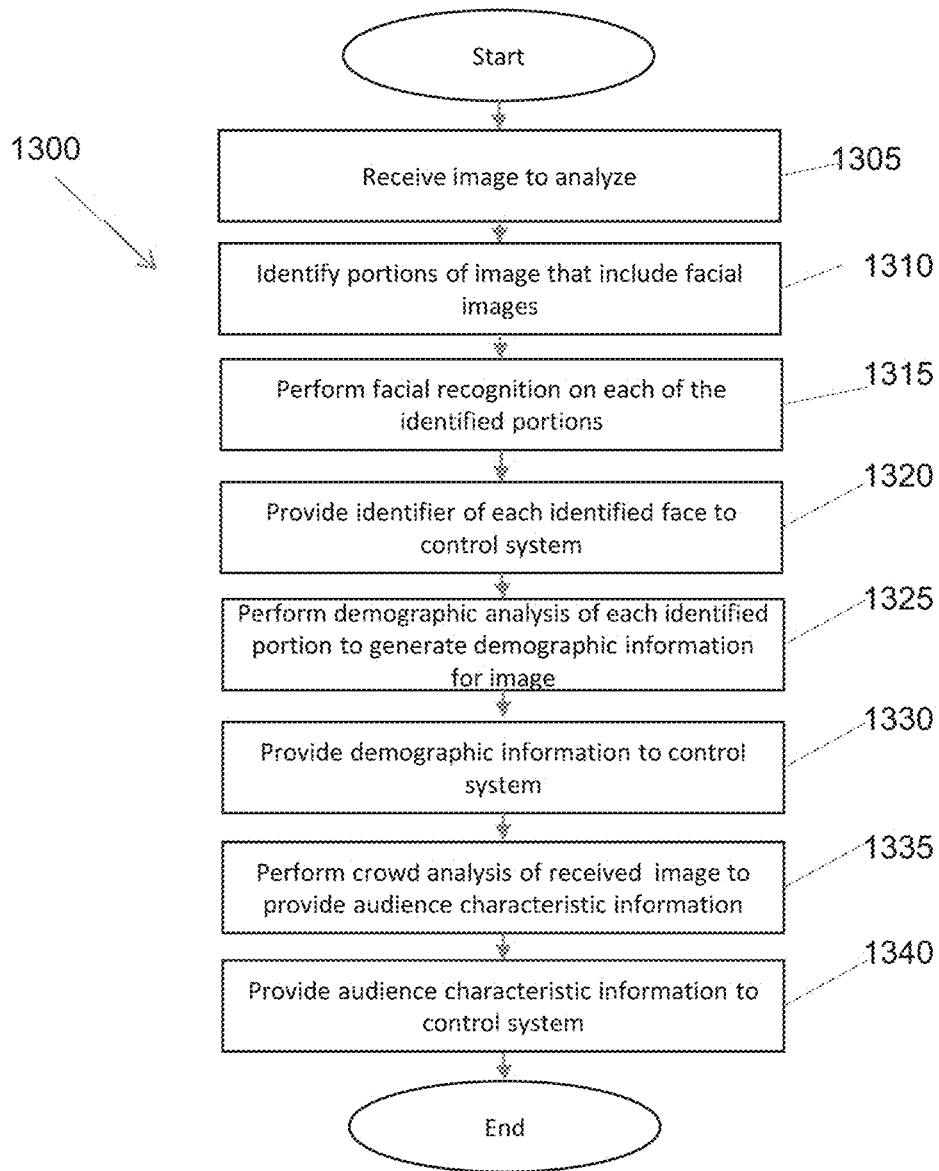 Start
1300
Receive image to analyze
1305
Identify portions of image that include facial
images
1310
Perform facial recognition on each of the
identified portions
1315
Provide identifier of each identified face to
control system
1320
Perform demographic analysis of each identified
portion to generate demographic information
for image
1325
Provide demographic information to control
system
1330
Perform crowd analysis of received image to
provide audience characteristic information
1335
Provide audience characteristic information to
control system
1340
End